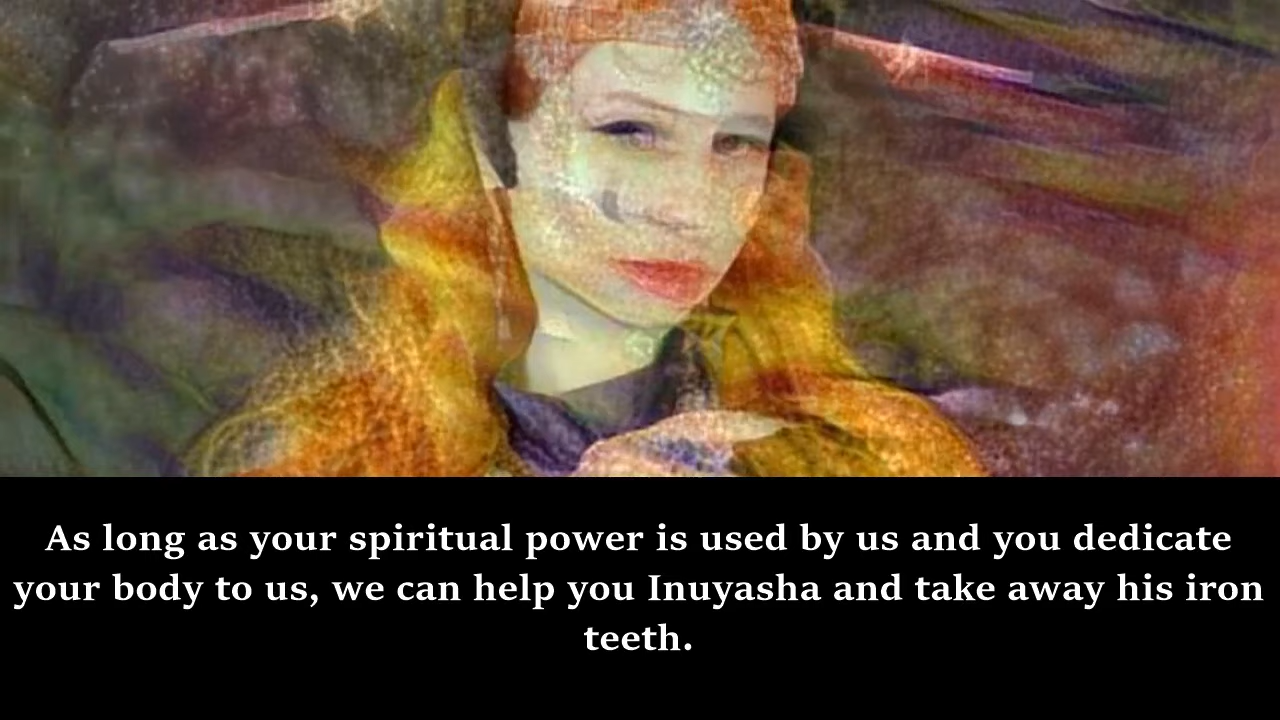 As long as your spiritual power is used by us and you dedicate
your body to us, we can help you Inuyasha and take away his iron
teeth.